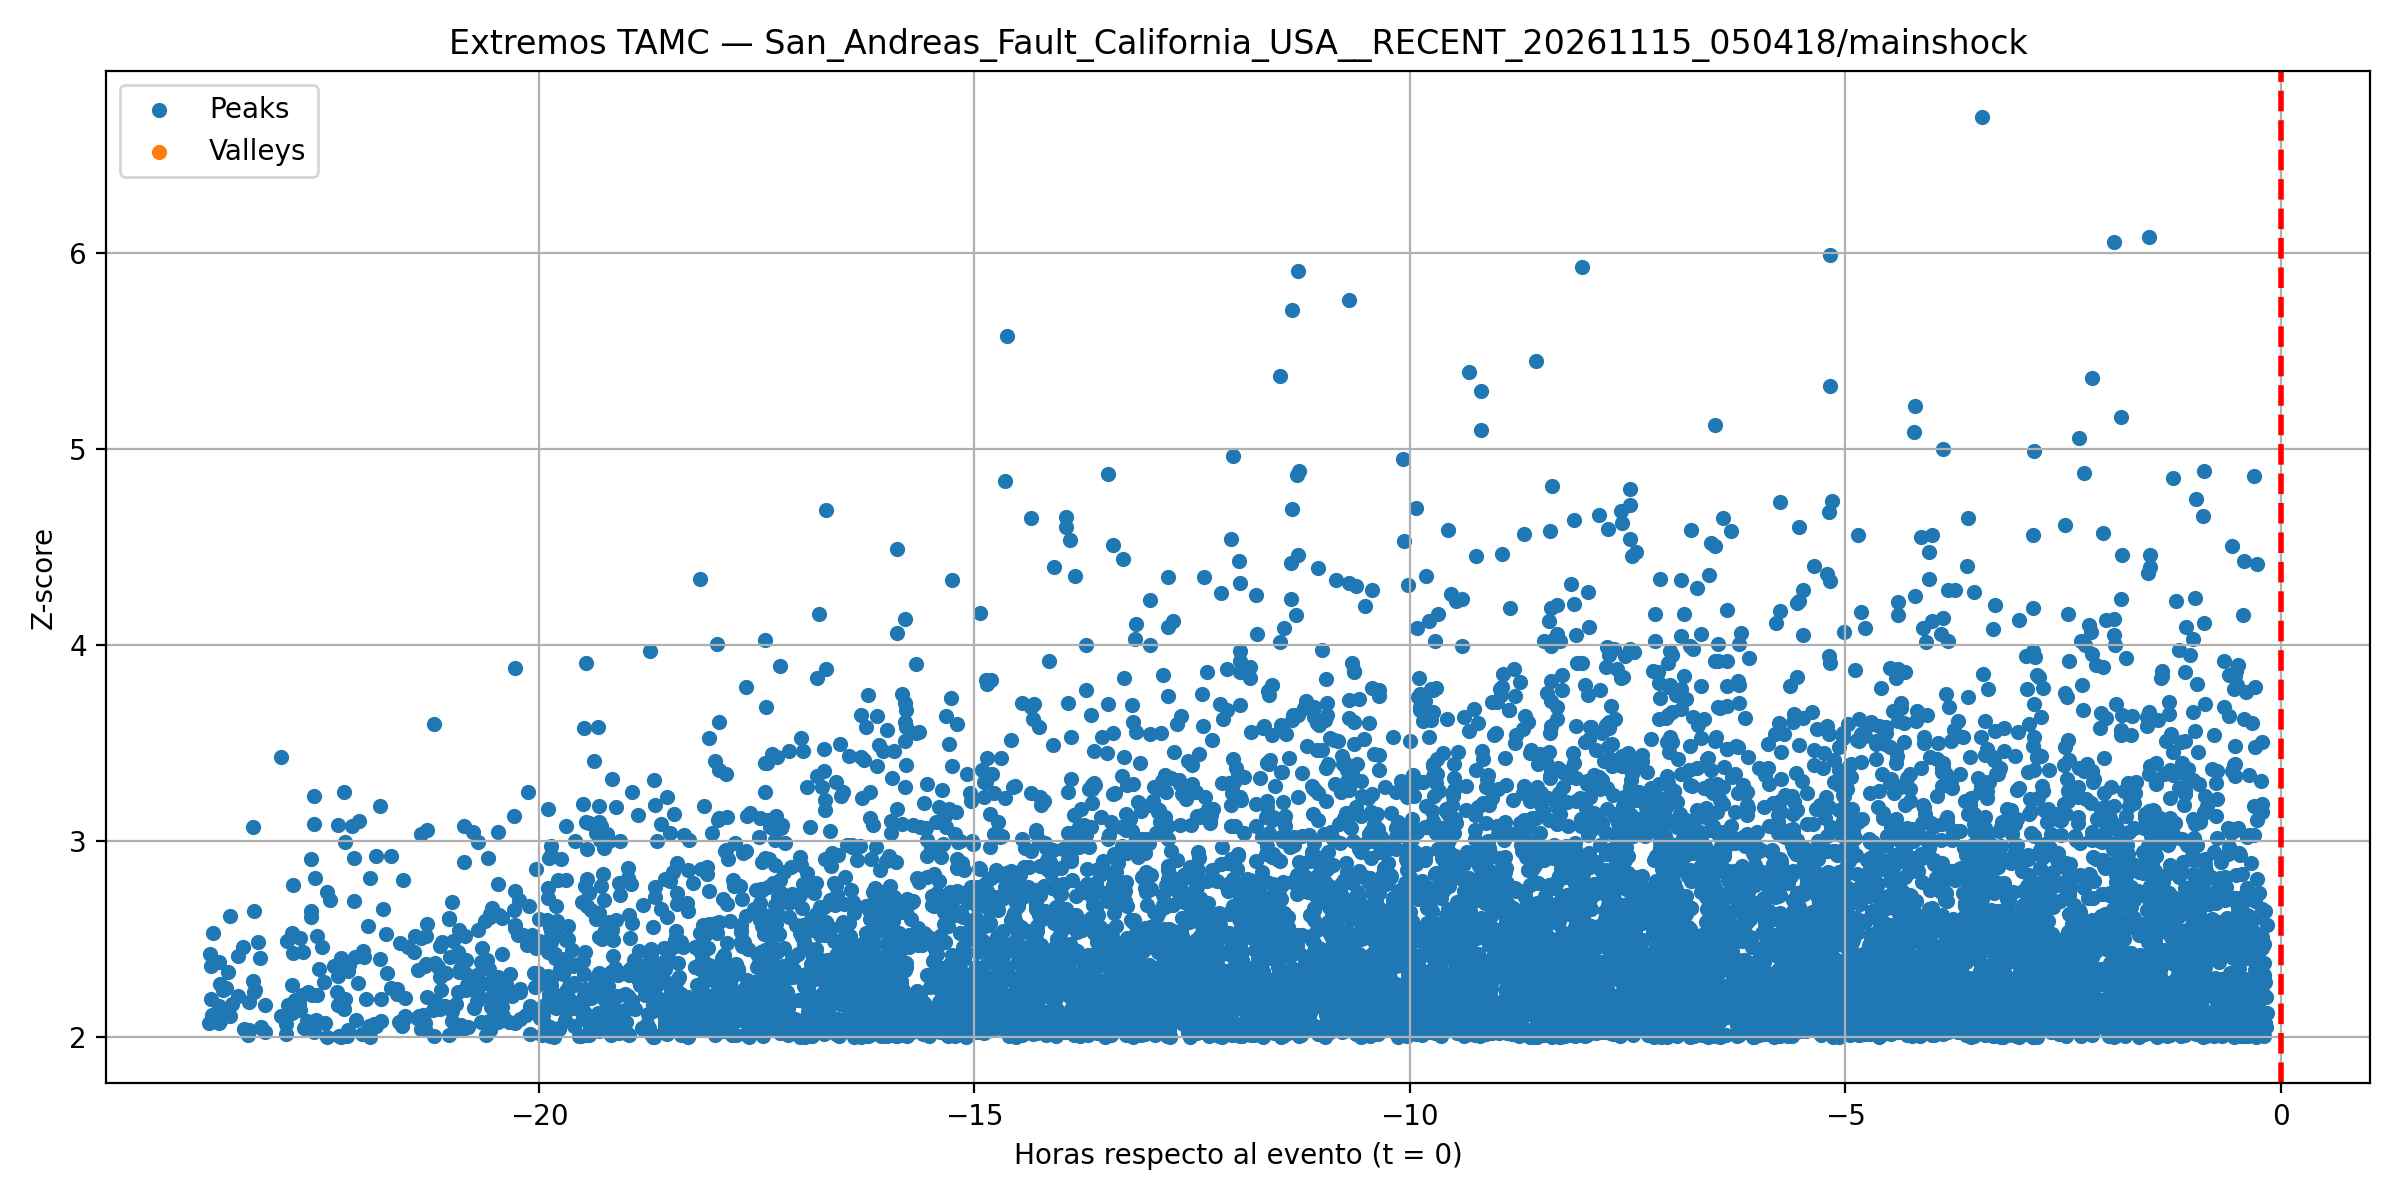 Extremos TAMC — San_Andreas_Fault_California_USA__RECENT_20261115_050418/mainshock
Peaks
Valleys
Z-score
6
5
4
3
2
−20 −15 −10 −5 0
Horas respecto al evento (t = 0)